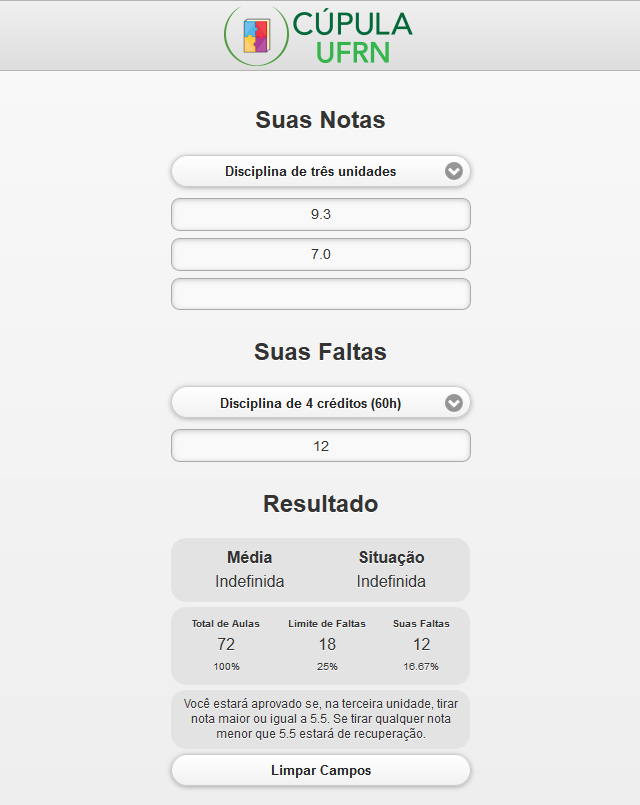 CÚPULA
UFRN
Suas Notas
Disciplina de três unidades
9.3
7.0
Suas Faltas
Disciplina de 4 créditos (60h)
12
Resultado
Média Situação
Indefinida Indefinida
Total de Aulas Limite de Faltas Suas Faltas
72 18 12
100% 25% 16.67%
Você estará aprovado se, na terceira unidade, tirar
nota maior ou igual a 5.5. Se tirar qualquer nota
menor que 5.5 estará de recuperação.
Limpar Campos